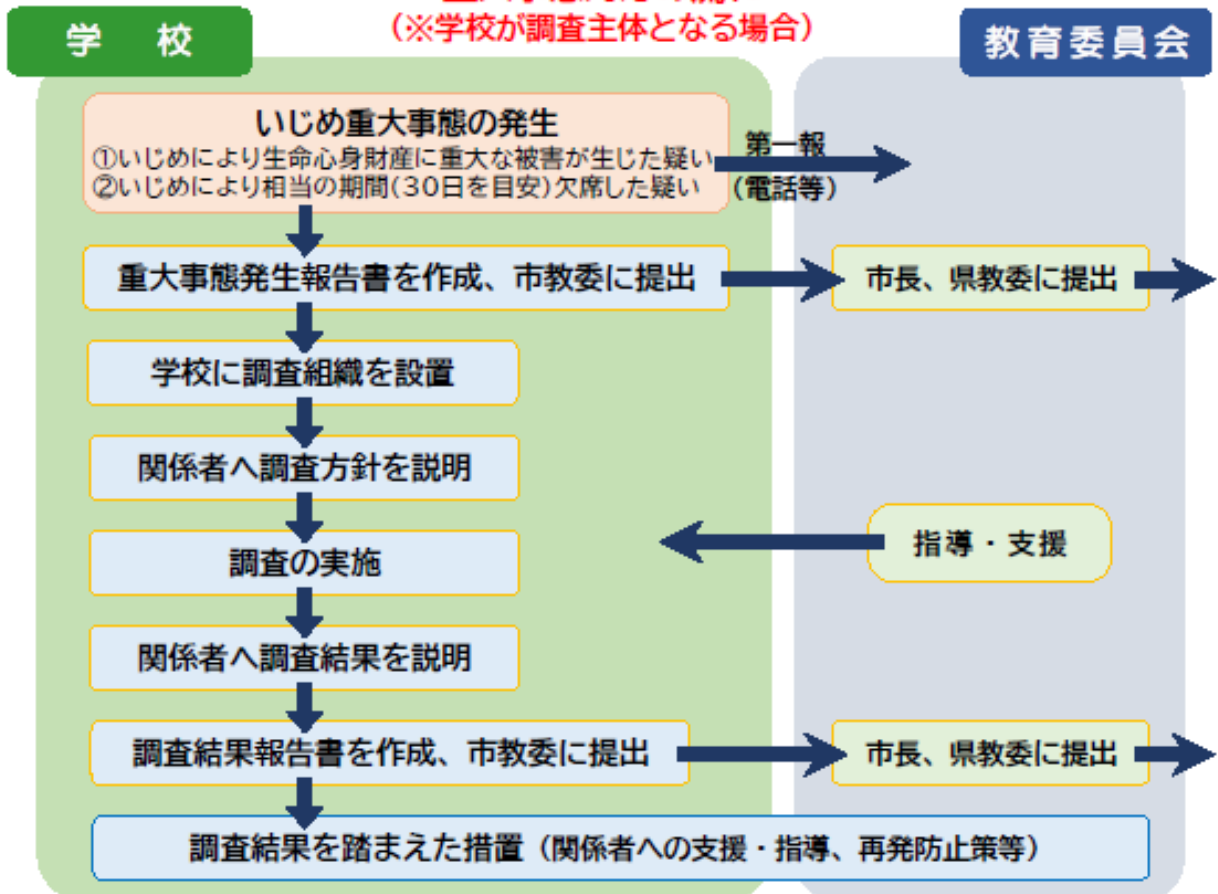 （※学校が調査主体となる場合）
学 校
教育委員会
いじめ重大事態の発生
①いじめにより生命心身財産に重大な被害が生じた疑い
②いじめにより相当の期間(30日を目安)欠席した疑い
第一報
（電話等）
重大事態発生報告書を作成、市教委に提出
市長、県教委に提出
学校に調査組織を設置
関係者へ調査方針を説明
調査の実施
指導・支援
関係者へ調査結果を説明
調査結果報告書を作成、市教委に提出
市長、県教委に提出
調査結果を踏まえた措置（関係者への支援・指導、再発防止策等）